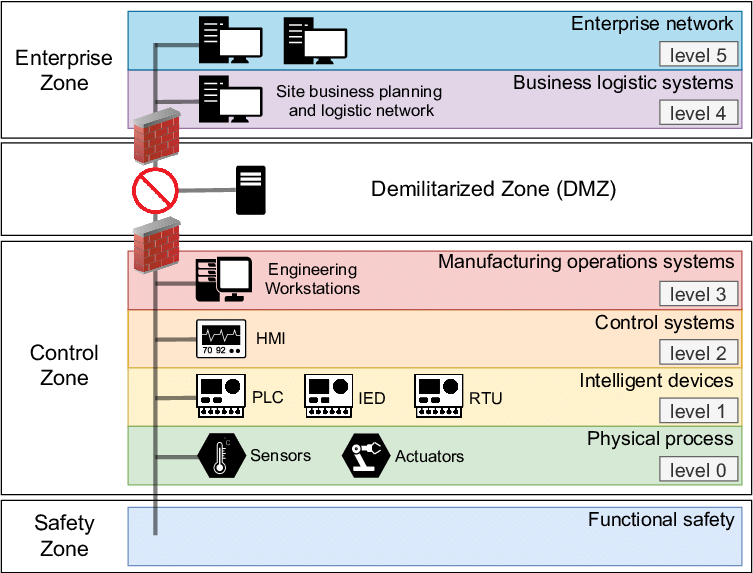 Enterprise
Zone
Enterprise network
level 5
Business logistic systems
Site business planning
and logistic network
level 4
Demilitarized Zone (DMZ)
Control
Zone
Manufacturing operations systems
Engineering
Workstations
level 3
Control systems
70 92
HMI
level 2
Intelligent devices
PLC
IED
RTU
level 1
Physical process
°C
Sensors
Actuators
level 0
Safety
Zone
Functional safety